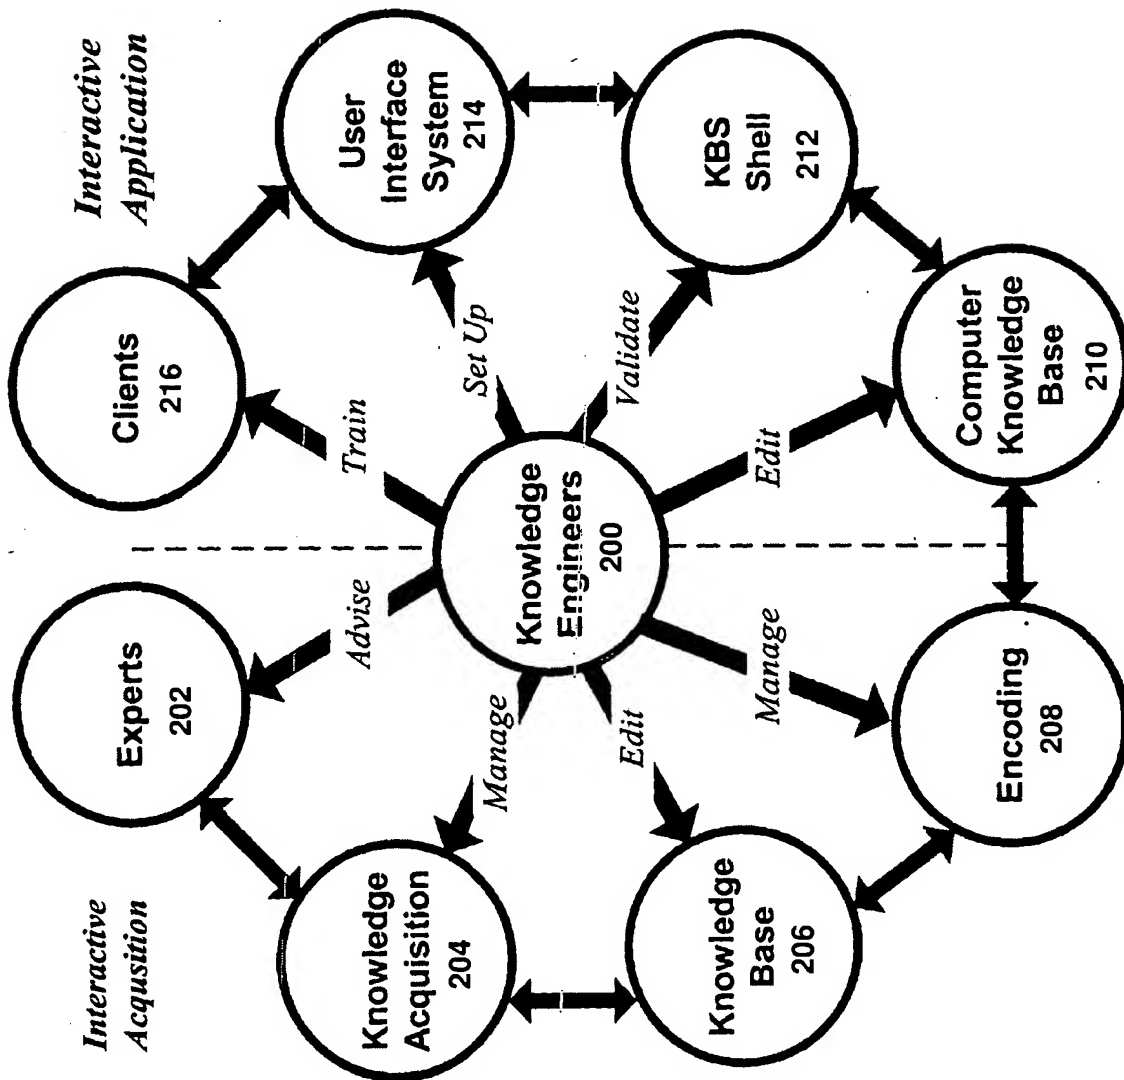 Interactive
Acqusition
Experts
202
Clients
216
Interactive
Application
Knowledge
Acquisition
204
Advise
Train
User
Interface
System
214
Manage
Set Up
Knowledge
Engineers
200
Edit
Validate
Knowledge
Base
206
KBS
Shell
212
Manage
Edit
Encoding
208
Computer
Knowledge
Base
210